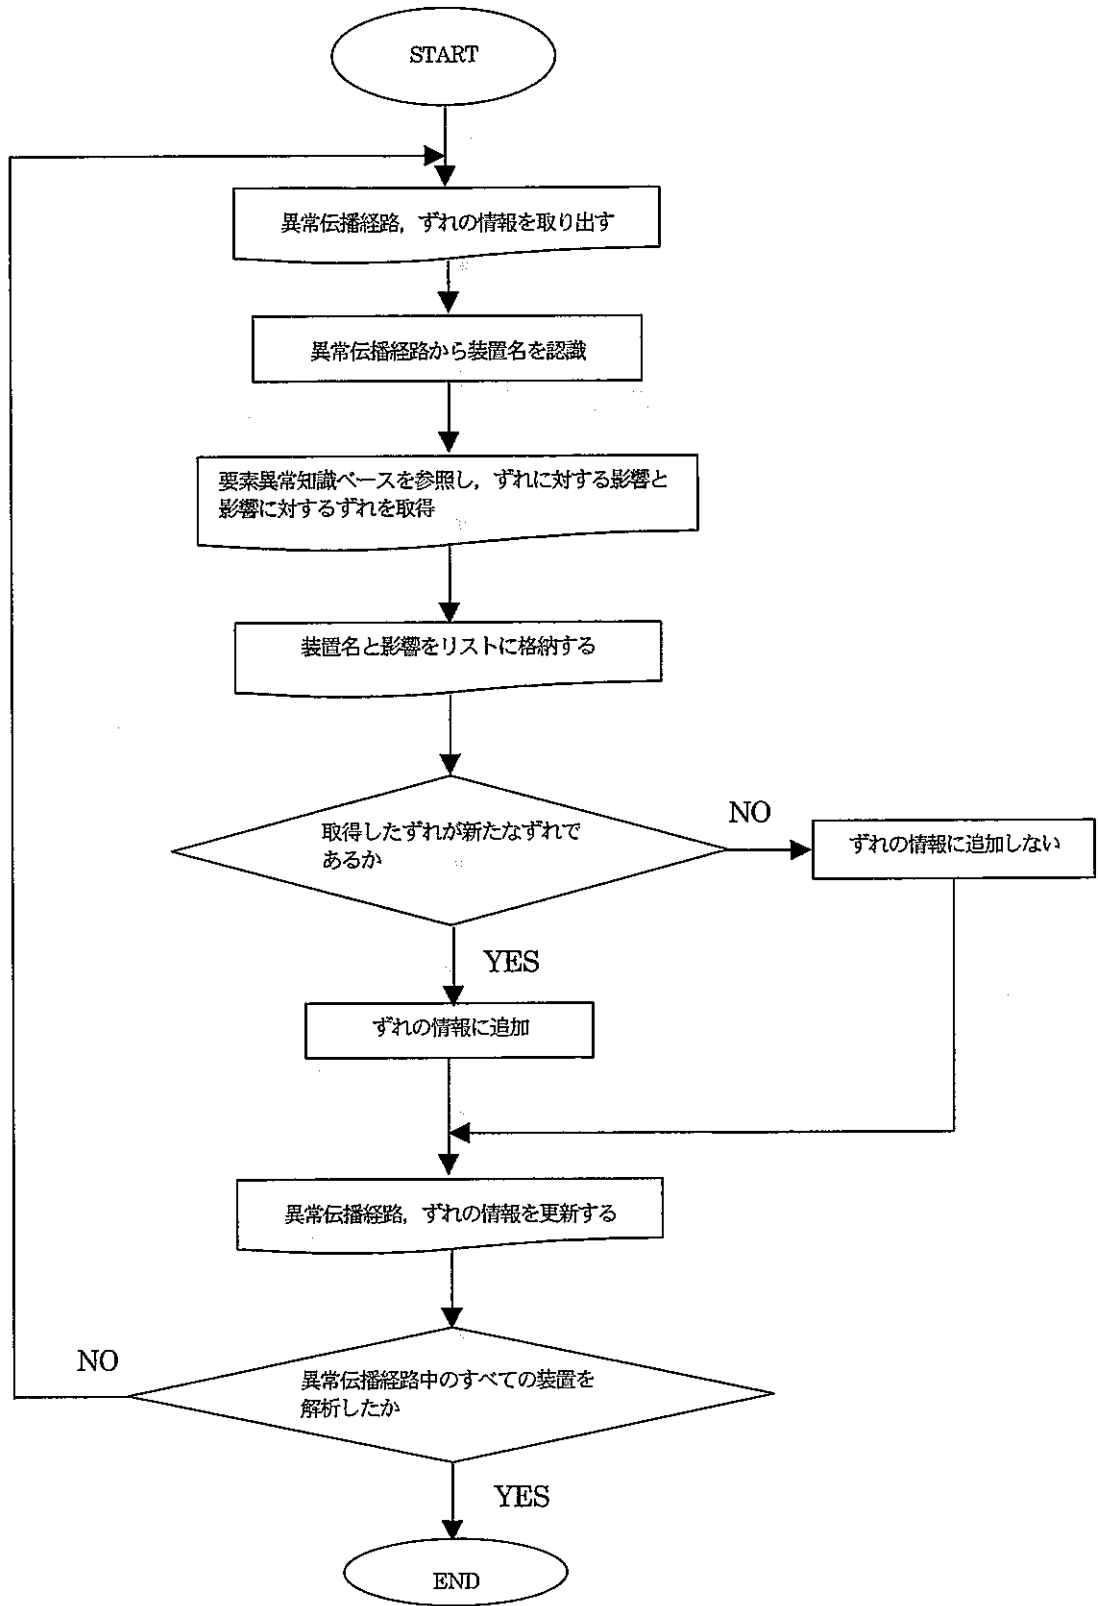 START
異常伝播経路，ずれの情報を取り出す
異常伝播経路から装置名を認識
要素異常知識ベースを参照し，ずれに対する影響と
影響に対するずれを取得
装置名と影響をリストに格納する
取得したずれが新たなずれで
あるか
NO
ずれの情報に追加しない
YES
ずれの情報に追加
異常伝播経路，ずれの情報を更新する
NO
異常伝播経路中のすべての装置を
解析したか
YES
END